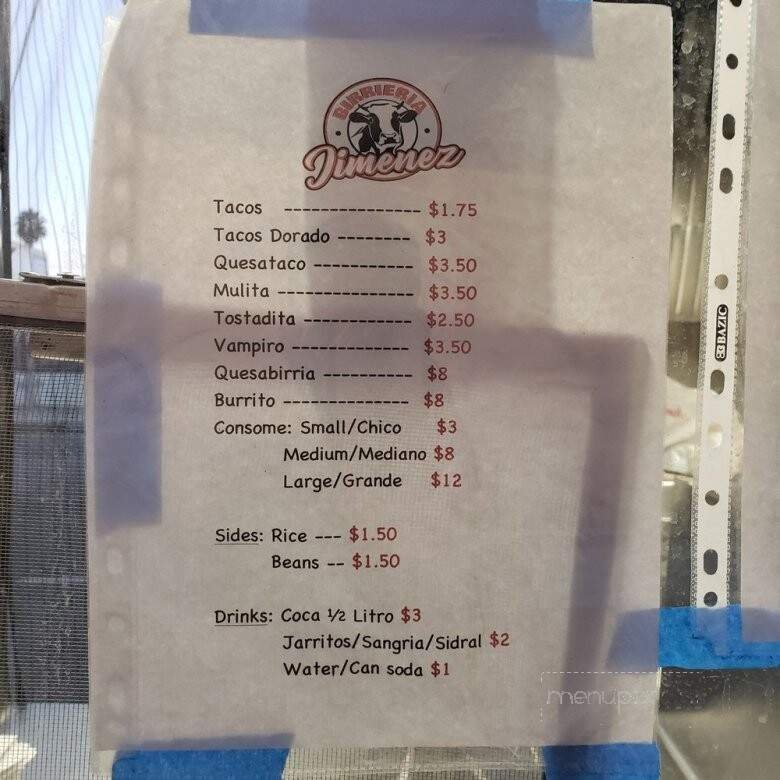 BIRRIERIA
Jimenez
Tacos ---------------- $1.75
Tacos Dorado -------- $3
Quesataco ------------ $3.50
Mulita ---------------- $3.50
Tostadita ------------- $2.50
Vampiro -------------- $3.50
Quesabirria ----------- $8
Burrito --------------- $8
Consome: Small/Chico $3
Medium/Mediano $8
Large/Grande $12
Sides: Rice --- $1.50
Beans -- $1.50
Drinks: Coca ½ Litro $3
Jarritos/Sangria/Sidral $2
Water/Can soda $1
BAZIC